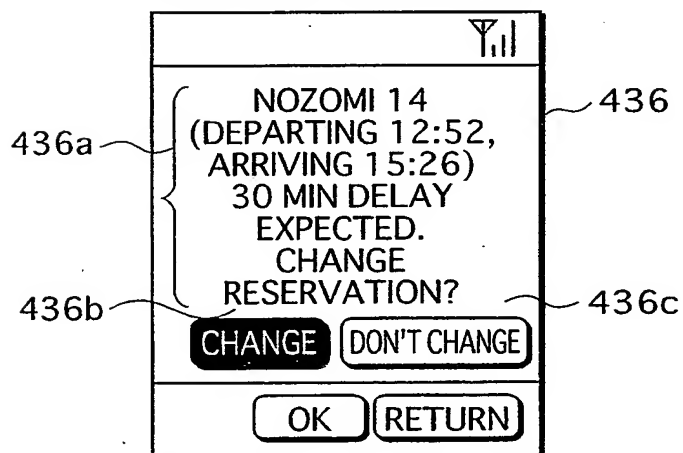 NOZOMI 14
436
(DEPARTING 12:52,
436a
ARRIVING 15:26)
30 MIN DELAY
EXPECTED.
CHANGE
RESERVATION?
436b
436c
CHANGE DON'T CHANGE
OK RETURN